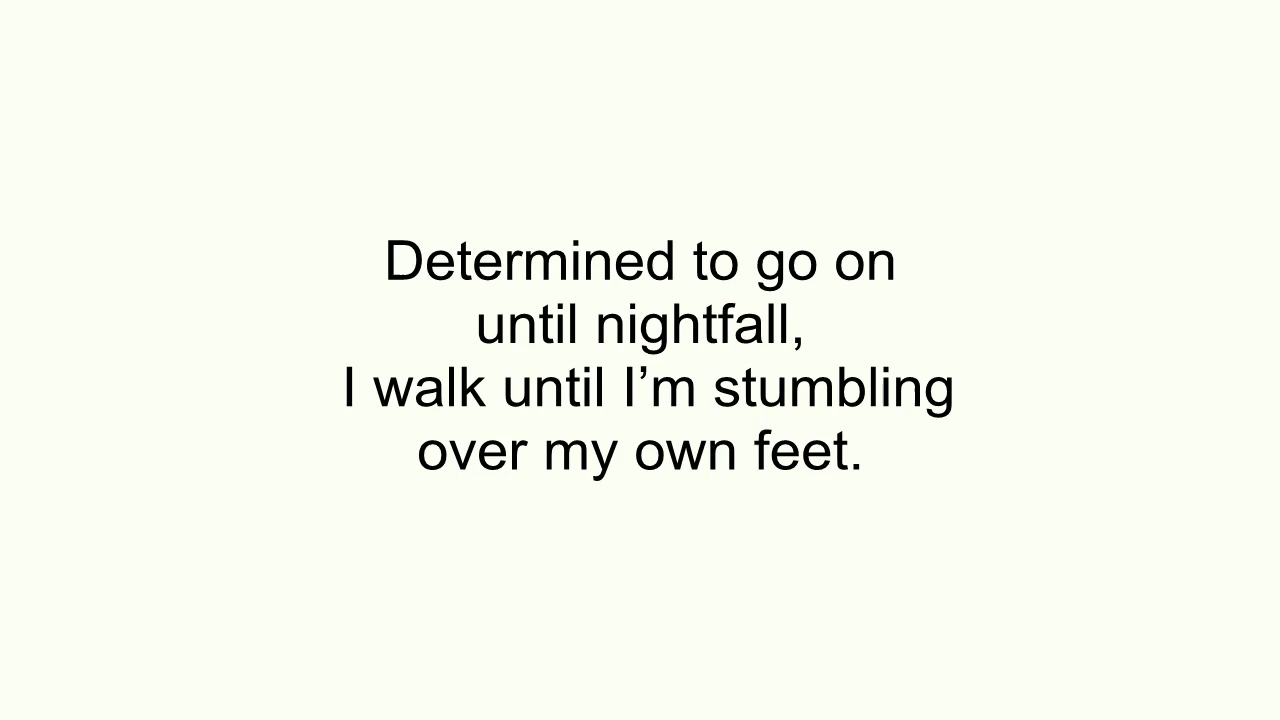 Determined to go on
until nightfall,
I walk until I’m stumbling
over my own feet.